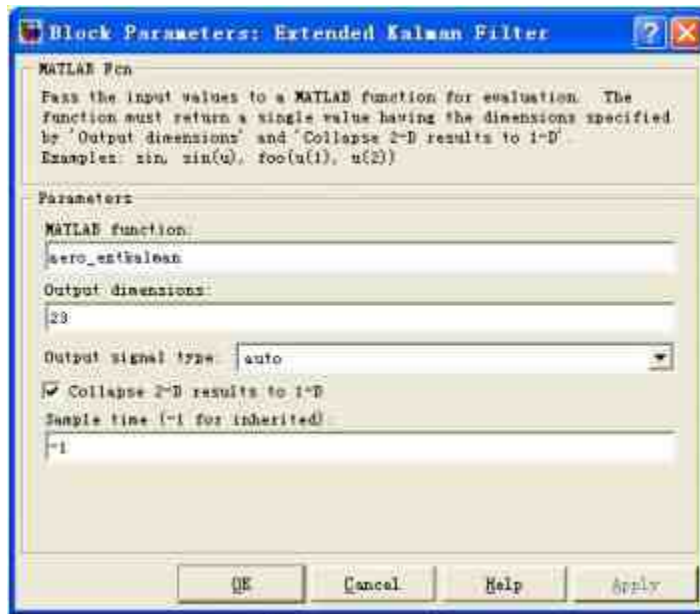 Block Parameters: Extended Kalman Filter
MATLAB Fcn
Pass the input values to a MATLAB function for evaluation. The
function must return a single value having the dimensions specified
by 'Output dimensions' and 'Collapse 2-D results to 1-D'.
Examples: sin, sin(u), foo(u(1), u(2))
Parameters
MATLAB function:
aero_extkalman
Output dimensions:
23
Output signal type: auto
Collapse 2-D results to 1-D
Sample time (-1 for inherited):
-1
OK Cancel Help Apply